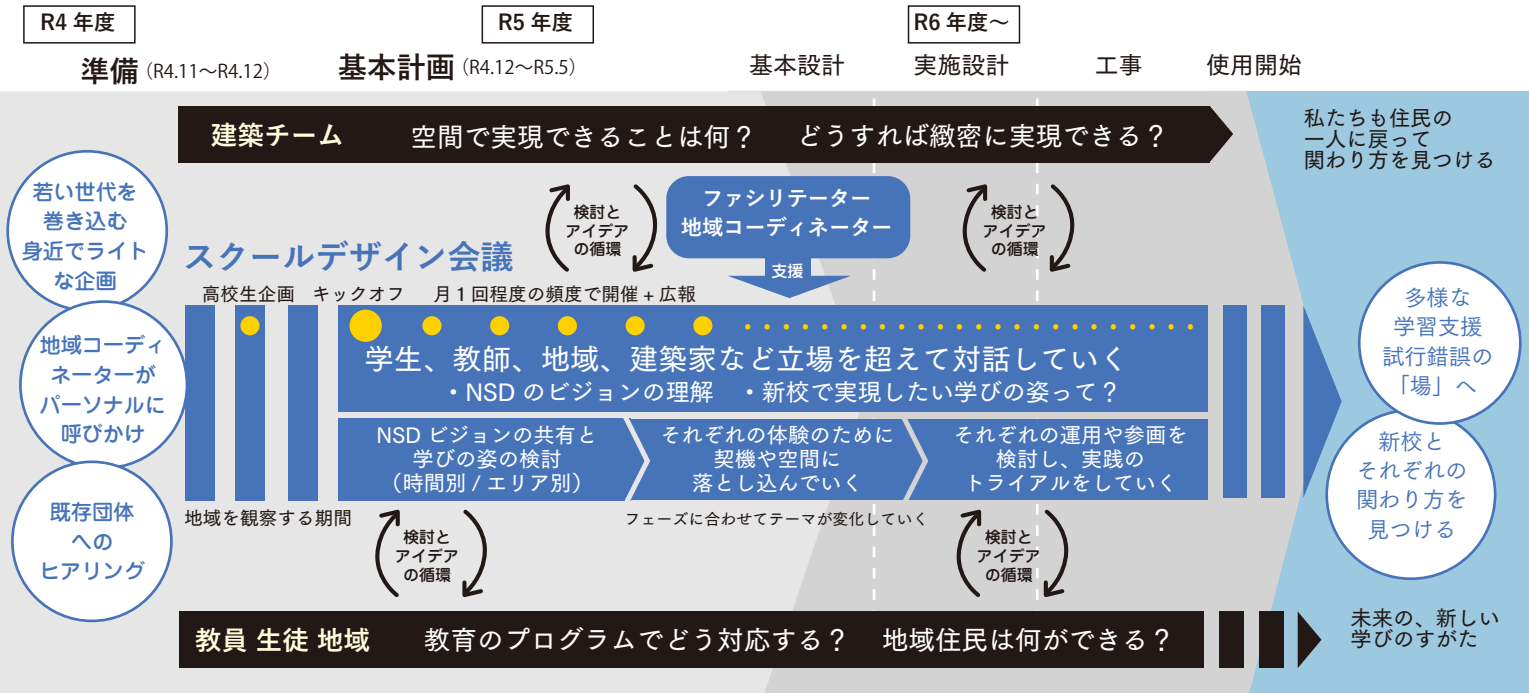 R4 年度
R5 年度
R6 年度～
準備 (R4.11～R4.12)
基本計画 (R4.12～R5.5)
基本設計
実施設計
工事
使用開始
建築チーム 空間で実現できることは何？ どうすれば緻密に実現できる？
私たちも住民の
一人に戻って
関わり方を見つける
若い世代を
巻き込む
身近でライト
な企画
地域コーディ
ネーターが
パーソナルに
呼びかけ
既存団体
への
ヒアリング
検討と
アイデア
の循環
ファシリテーター
地域コーディネーター
支援
検討と
アイデア
の循環
スクールデザイン会議
高校生企画 キックオフ 月１回程度の頻度で開催 + 広報
学生、教師、地域、建築家など立場を超えて対話していく
・NSD のビジョンの理解 ・新校で実現したい学びの姿って？
NSD ビジョンの共有と
学びの姿の検討
（時間別 / エリア別）
それぞれの体験のために
契機や空間に
落とし込んでいく
それぞれの運用や参画を
検討し、実践の
トライアルをしていく
地域を観察する期間
フェーズに合わせてテーマが変化していく
検討と
アイデア
の循環
検討と
アイデア
の循環
多様な
学習支援
試行錯誤の
「場」へ
新校と
それぞれの
関わり方を
見つける
教員 生徒 地域 教育のプログラムでどう対応する？ 地域住民は何ができる？
未来の、新しい
学びのすがた